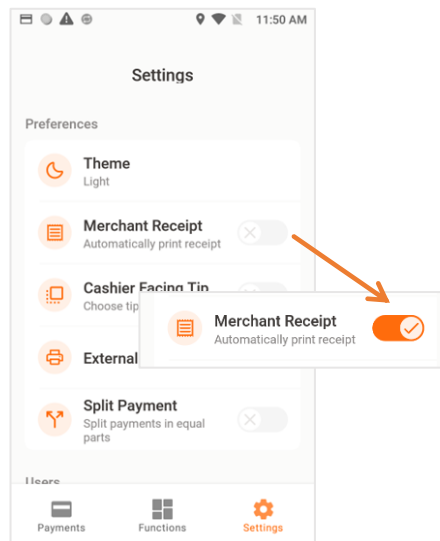 11:50 AM
Settings
Preferences
Theme
Light
Merchant Receipt
Automatically print receipt
Cashier Facing Tip
Choose tip
Merchant Receipt
Automatically print receipt
External
Split Payment
Split payments in equal
parts
Users
Payments
Functions
Settings